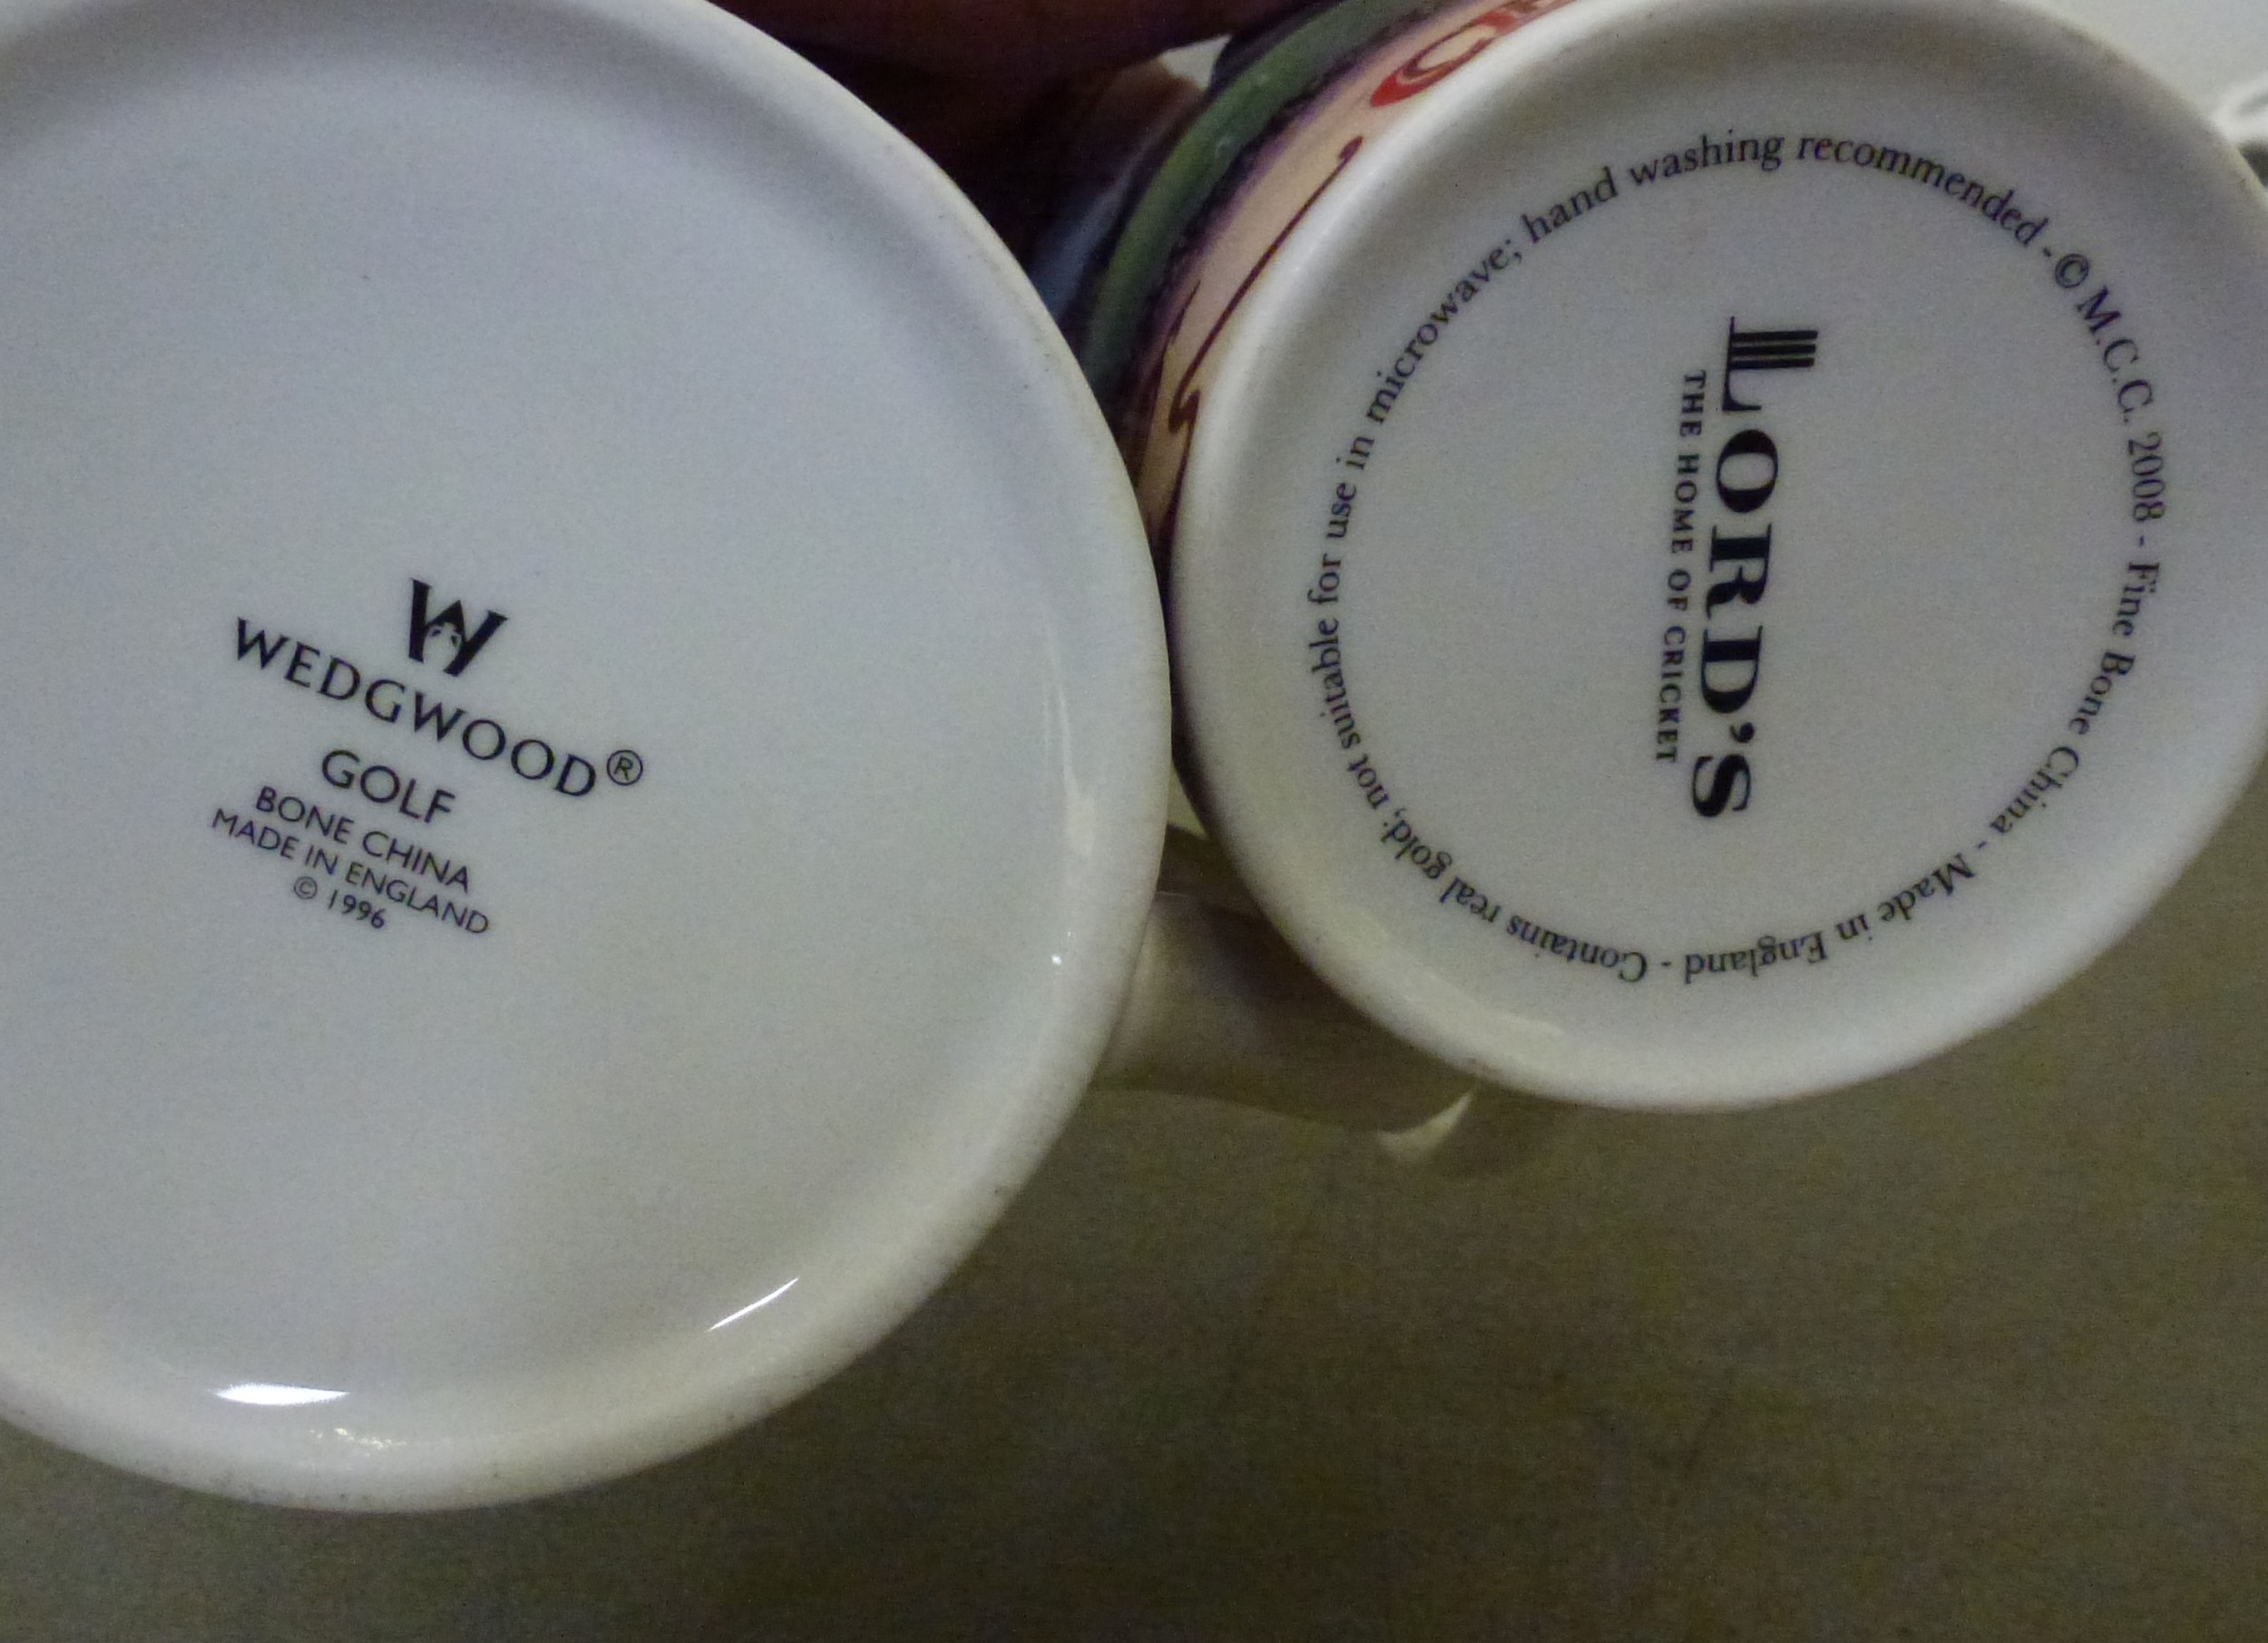 W
WEDGWOOD®
GOLF
BONE CHINA
MADE IN ENGLAND
© 1996
LORD'S
THE HOME OF CRICKET
© M.C.C. 2008 - Fine Bone China - Made in England - Contains real gold; not suitable for use in microwave; hand washing recommended -